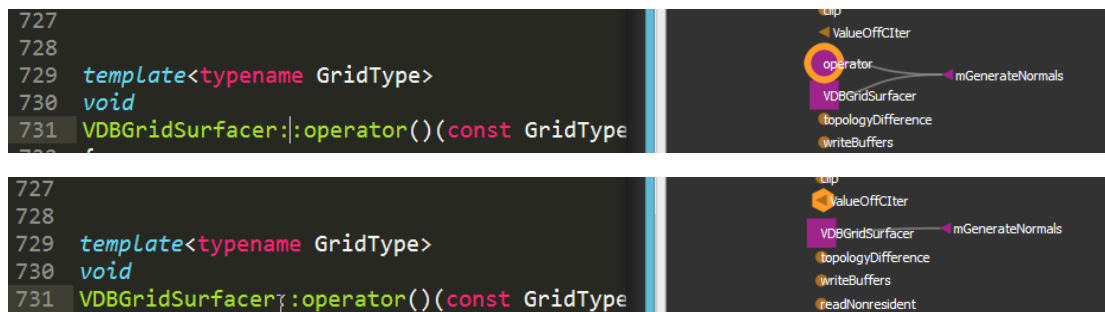 727
728
729 template<typename GridType>
730 void
731 VDBGridSurfacer::operator()(const GridType
clip
ValueOffCIter
operator
mGenerateNormals
VDBGridSurfacer
topologyDifference
writeBuffers
727
728
729 template<typename GridType>
730 void
731 VDBGridSurfacer::operator()(const GridType
clip
ValueOffCIter
VDBGridSurfacer mGenerateNormals
topologyDifference
writeBuffers
readNonresident